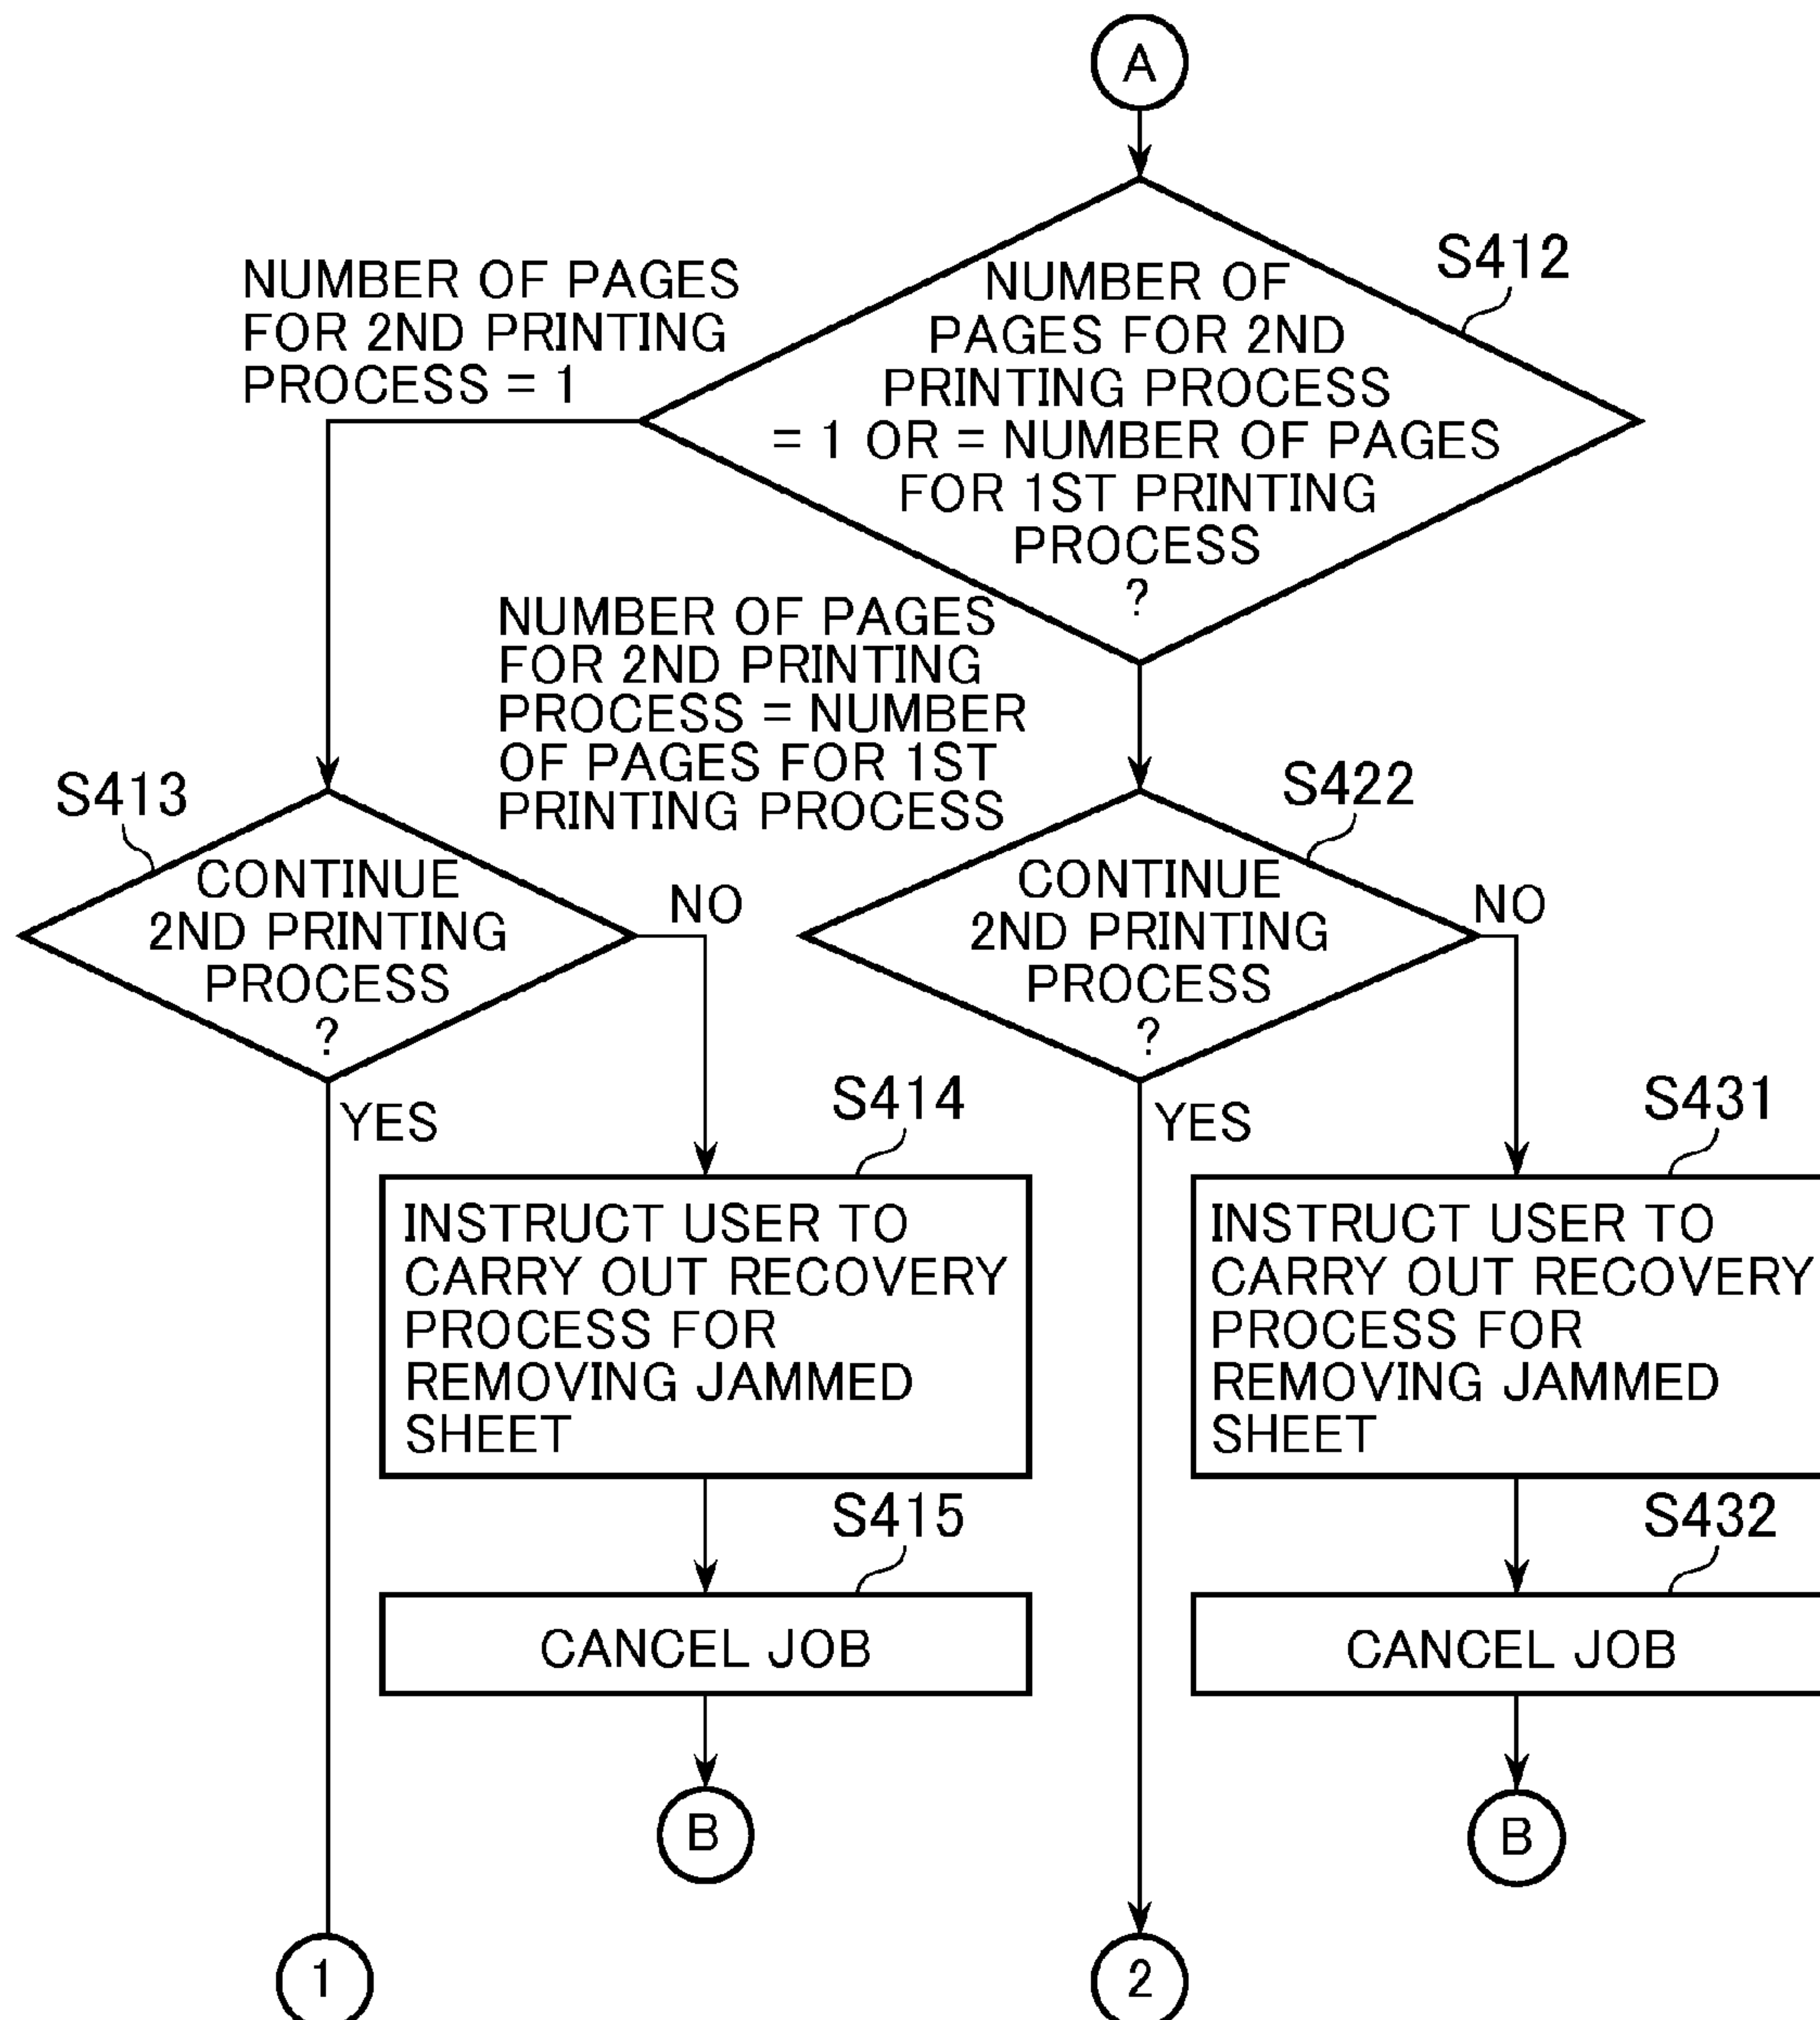 A
S412
NUMBER OF
PAGES FOR 2ND
PRINTING PROCESS
= 1 OR = NUMBER OF PAGES
FOR 1ST PRINTING
PROCESS
?
NUMBER OF PAGES
FOR 2ND PRINTING
PROCESS = 1
NUMBER OF PAGES
FOR 2ND PRINTING
PROCESS = NUMBER
OF PAGES FOR 1ST
PRINTING PROCESS
S413
CONTINUE
2ND PRINTING
PROCESS
?
NO
YES
S422
CONTINUE
2ND PRINTING
PROCESS
?
NO
YES
S414
INSTRUCT USER TO
CARRY OUT RECOVERY
PROCESS FOR
REMOVING JAMMED
SHEET
S431
INSTRUCT USER TO
CARRY OUT RECOVERY
PROCESS FOR
REMOVING JAMMED
SHEET
S415
CANCEL JOB
S432
CANCEL JOB
B
B
1
2